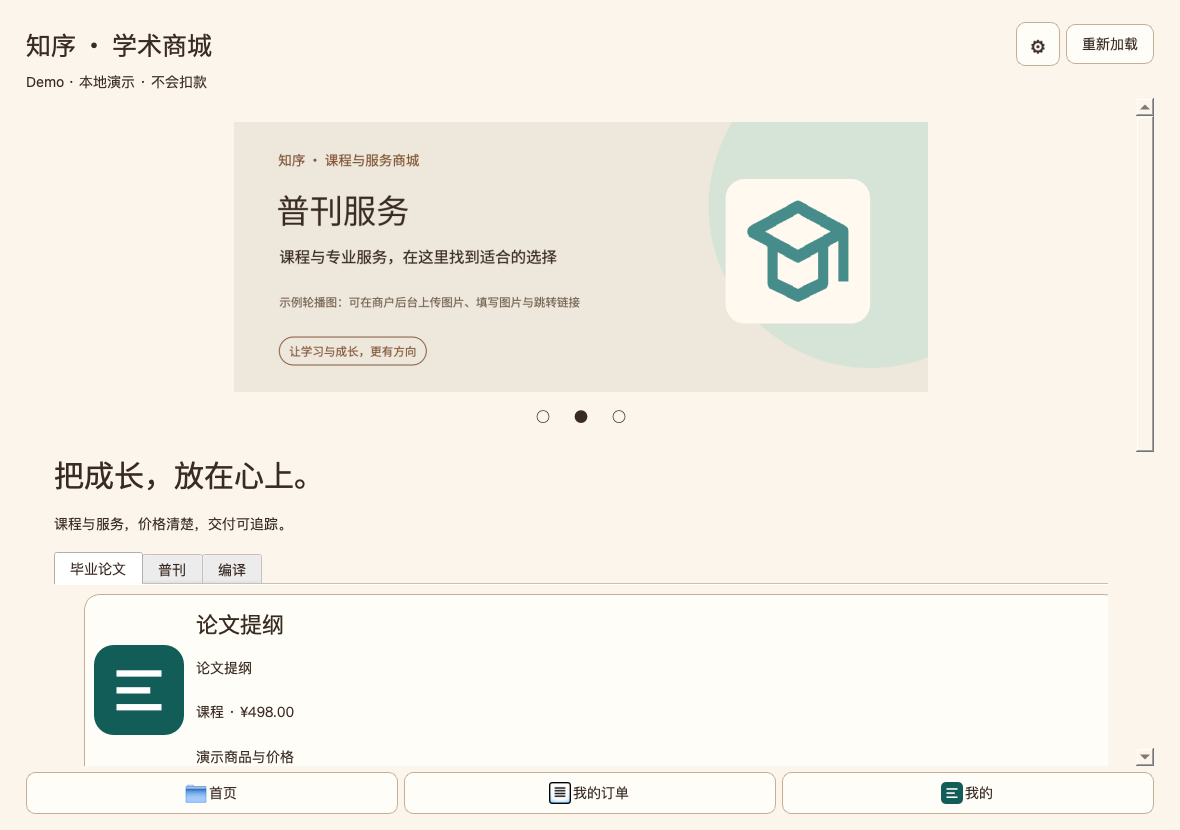 知序 · 学术商城
重新加载
Demo · 本地演示 · 不会扣款
知序 · 课程与服务商城
普刊服务
课程与专业服务，在这里找到适合的选择
示例轮播图：可在商户后台上传图片、填写图片与跳转链接
让学习与成长，更有方向
把成长，放在心上。
课程与服务，价格清楚，交付可追踪。
毕业论文 普刊 编译
论文提纲
论文提纲
课程 · ¥498.00
演示商品与价格
首页 我的订单 我的